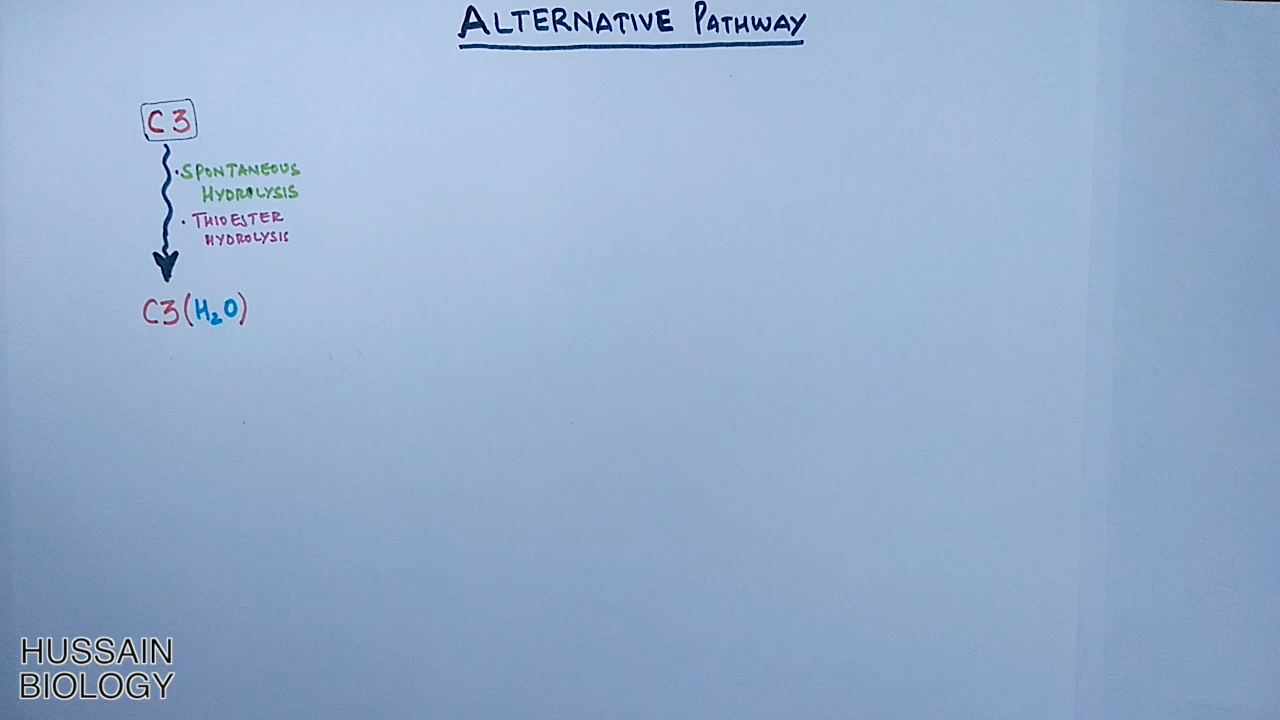 ALTERNATIVE PATHWAY
C3
• SPONTANEOUS
HYDROLYSIS
• THIOESTER
HYDROLYSIS
C3(H₂O)
HUSSAIN
BIOLOGY